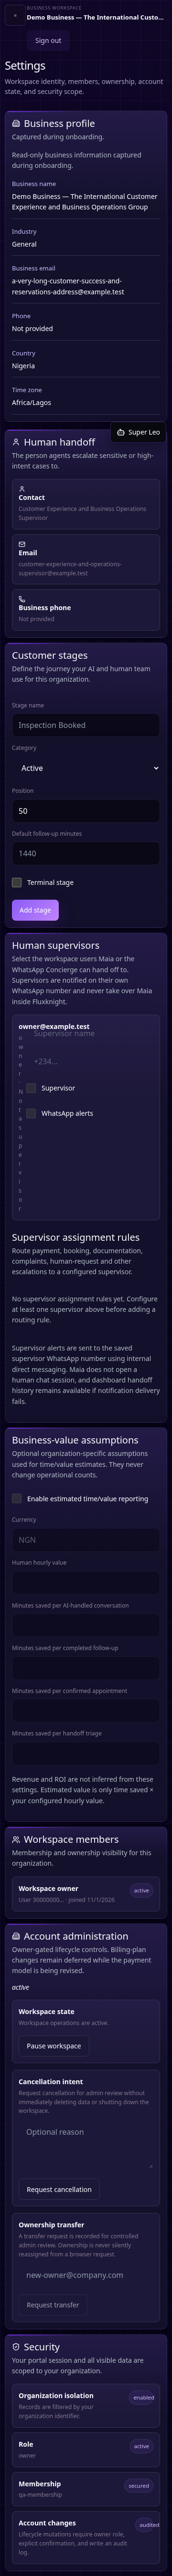 BUSINESS WORKSPACE
Demo Business — The International Custo...
Sign out
Settings
Workspace identity, members, ownership, account
state, and security scope.
Business profile
Captured during onboarding.
Read-only business information captured
during onboarding.
Business name
Demo Business — The International Customer
Experience and Business Operations Group
Industry
General
Business email
a-very-long-customer-success-and-
reservations-address@example.test
Phone
Not provided
Country
Nigeria
Time zone
Africa/Lagos
Super Leo
Human handoff
The person agents escalate sensitive or high-
intent cases to.
Contact
Customer Experience and Business Operations
Supervisor
Email
customer-experience-and-operations-
supervisor@example.test
Business phone
Not provided
Customer stages
Define the journey your AI and human team
use for this organization.
Stage name
Inspection Booked
Category
Active
Position
50
Default follow-up minutes
1440
Terminal stage
Add stage
Human supervisors
Select the workspace users Maia or the
WhatsApp Concierge can hand off to.
Supervisors are notified on their own
WhatsApp number and never take over Maia
inside Fluxknight.
owner@example.test
owner · Not a supervisor
Supervisor name
+234...
Supervisor
WhatsApp alerts
Supervisor assignment rules
Route payment, booking, documentation,
complaints, human-request and other
escalations to a configured supervisor.
No supervisor assignment rules yet. Configure
at least one supervisor above before adding a
routing rule.
Supervisor alerts are sent to the saved
supervisor WhatsApp number using internal
direct messaging. Maia does not open a
human chat session, and dashboard handoff
history remains available if notification delivery
fails.
Business-value assumptions
Optional organization-specific assumptions
used for time/value estimates. They never
change operational counts.
Enable estimated time/value reporting
Currency
NGN
Human hourly value
Minutes saved per AI-handled conversation
Minutes saved per completed follow-up
Minutes saved per confirmed appointment
Minutes saved per handoff triage
Revenue and ROI are not inferred from these
settings. Estimated value is only time saved ×
your configured hourly value.
Workspace members
Membership and ownership visibility for this
organization.
Workspace owner
active
User 30000000... · joined 11/1/2026
Account administration
Owner-gated lifecycle controls. Billing-plan
changes remain deferred while the payment
model is being revised.
active
Workspace state
Workspace operations are active.
Pause workspace
Cancellation intent
Request cancellation for admin review without
immediately deleting data or shutting down the
workspace.
Optional reason
Request cancellation
Ownership transfer
A transfer request is recorded for controlled
admin review. Ownership is never silently
reassigned from a browser request.
new-owner@company.com
Request transfer
Security
Your portal session and all visible data are
scoped to your organization.
Organization isolation
enabled
Records are filtered by your
organization identifier.
Role
active
owner
Membership
secured
qa-membership
Account changes
audited
Lifecycle mutations require owner role,
explicit confirmation, and write an audit
log.